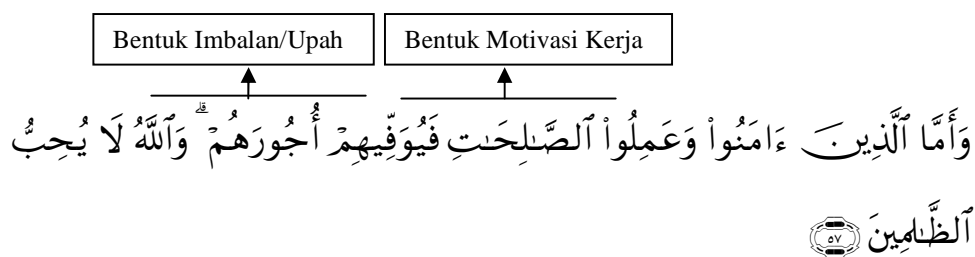 Bentuk Imbalan/Upah
Bentuk Motivasi Kerja
وَأَمَّا ٱلَّذِينَ ءَامَنُواْ وَعَمِلُواْ ٱلصَّـٰلِحَـٰتِ فَيُوَفِّيهِمْ أُجُورَهُمْ ۗ وَٱللَّهُ لَا يُحِبُّ
ٱلظَّـٰلِمِينَ ﴿٥٧﴾